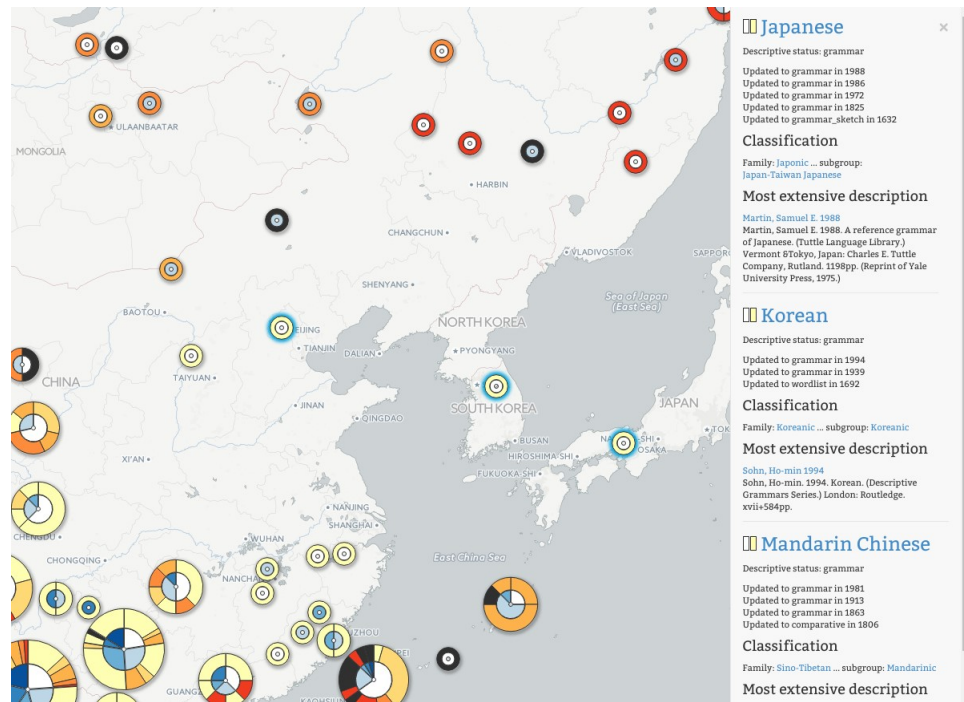 MONGOLIA
ULAANBAATAR
HARBIN
CHANGCHUN
VLADIVOSTOK
SAPPORO
SHENYANG
Sea of Japan
(East Sea)
BAOTOU
EIJING
NORTH KOREA
TIANJIN
DALIAN
PYONGYANG
TAIYUAN
CHINA
JINAN
SOUTH KOREA
JAPAN
QINGDAO
BUSAN
TOK
OSAKA
HIROSHIMA-SHI
XI'AN
FUKUOKA-SHI
NANJING
SHANGHAI
CHENGDU
WUHAN
East China Sea
CHONGQING
NANCHA
ZHOU
PEI
GUANG
KAOHSIU
Japanese
Descriptive status: grammar
Updated to grammar in 1988
Updated to grammar in 1986
Updated to grammar in 1972
Updated to grammar in 1825
Updated to grammar_sketch in 1632
Classification
Family: Japonic ... subgroup:
Japan-Taiwan Japanese
Most extensive description
Martin, Samuel E. 1988
Martin, Samuel E. 1988. A reference grammar
of Japanese. (Tuttle Language Library.)
Vermont &Tokyo, Japan: Charles E. Tuttle
Company, Rutland. 1198pp. (Reprint of Yale
University Press, 1975.)
Korean
Descriptive status: grammar
Updated to grammar in 1994
Updated to grammar in 1939
Updated to wordlist in 1692
Classification
Family: Koreanic ... subgroup: Koreanic
Most extensive description
Sohn, Ho-min 1994
Sohn, Ho-min. 1994. Korean. (Descriptive
Grammars Series.) London: Routledge.
xvii+584pp.
Mandarin Chinese
Descriptive status: grammar
Updated to grammar in 1981
Updated to grammar in 1913
Updated to grammar in 1863
Updated to comparative in 1806
Classification
Family: Sino-Tibetan ... subgroup: Mandarinic
Most extensive description